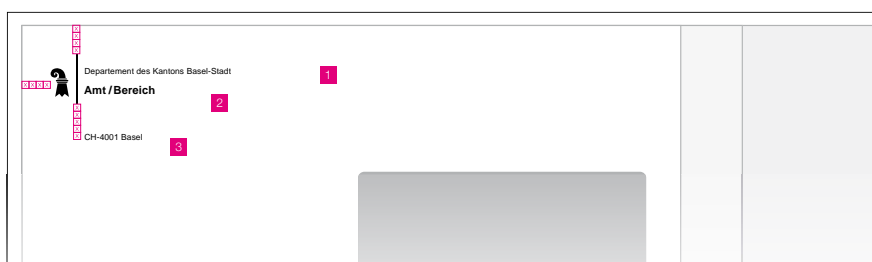 X
X
X
X
Departement des Kantons Basel-Stadt
1
X X X X
Amt / Bereich
2
X
X
X
X
X
CH-4001 Basel
3